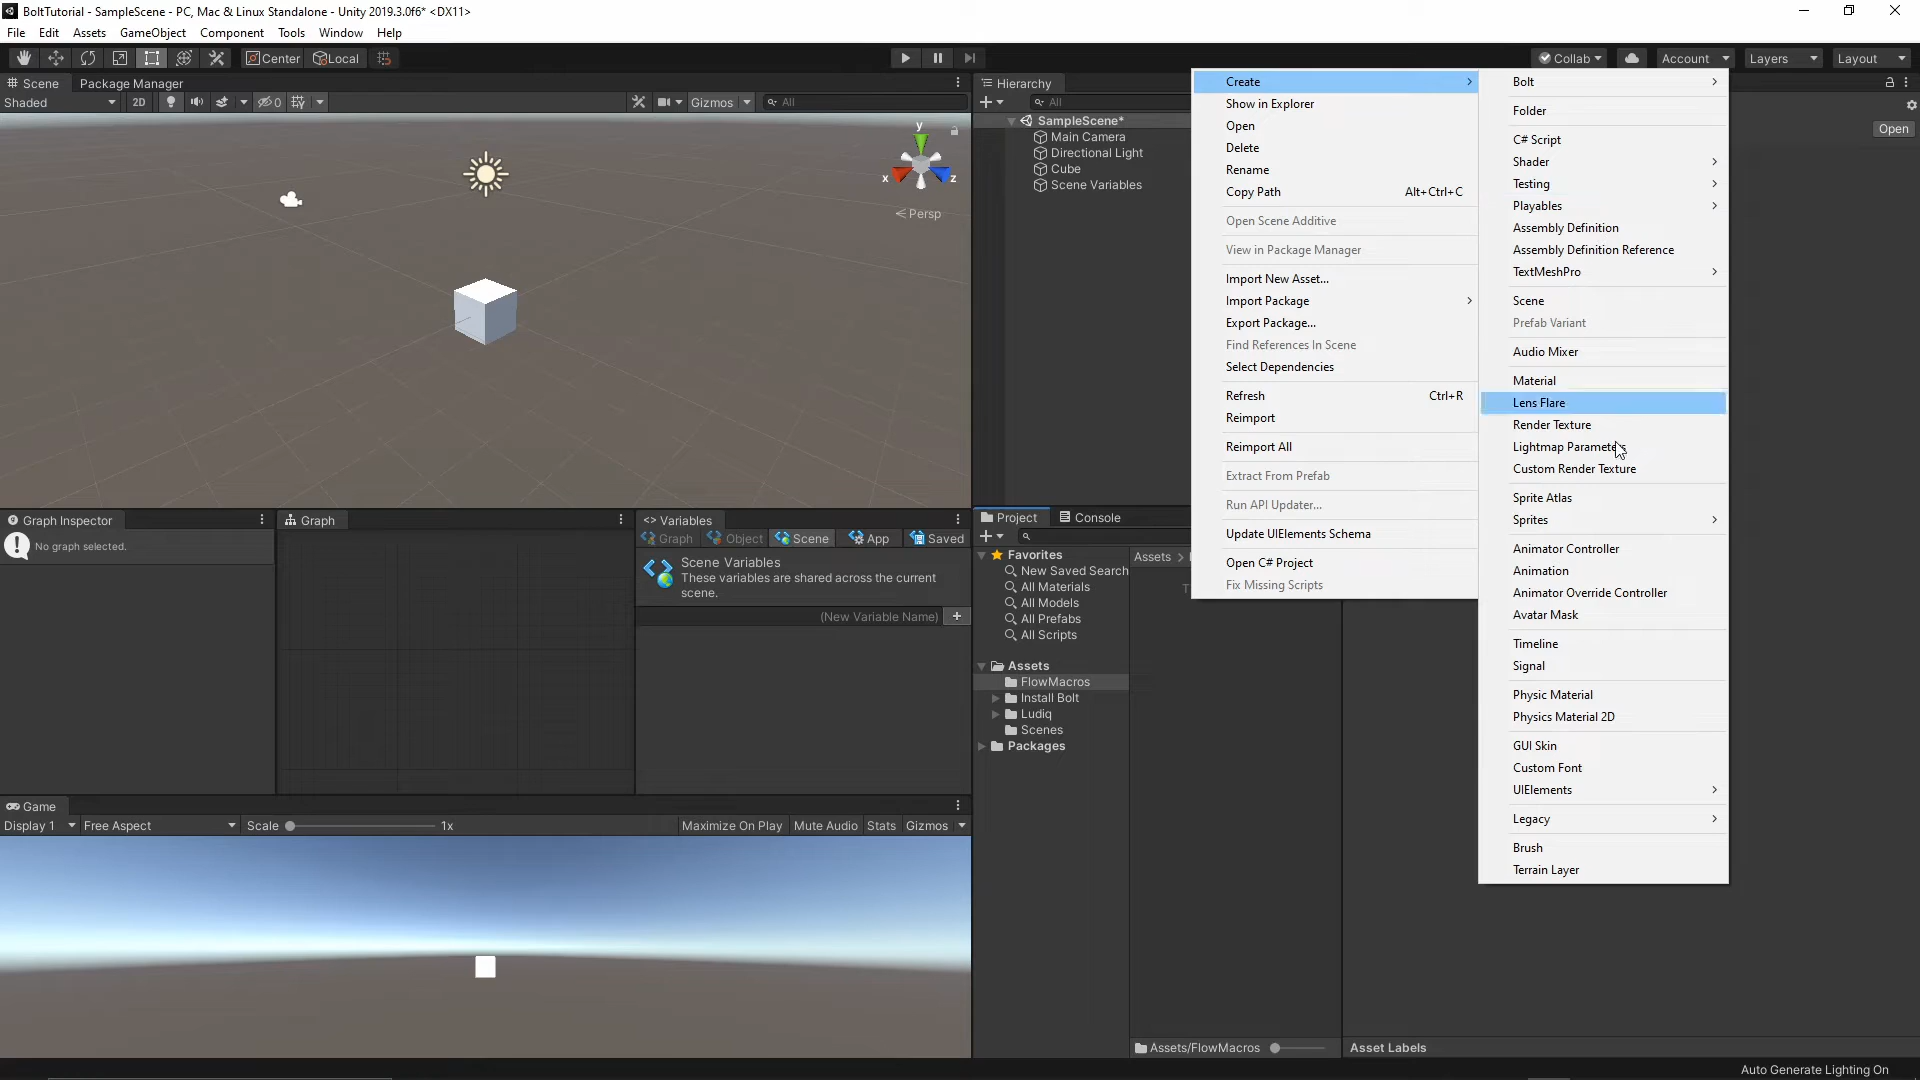 BoltTutorial - SampleScene - PC, Mac & Linux Standalone - Unity 2019.3.0f6* <DX11>
File Edit Assets GameObject Component Tools Window Help
Center Local
Collab Account Layers Layout
Scene Package Manager
Shaded 2D 0 Gizmos All
y
x z
Persp
Hierarchy
All
SampleScene*
Main Camera
Directional Light
Cube
Scene Variables
Open
Create
Show in Explorer
Open
Delete
Rename
Copy Path Alt+Ctrl+C
Open Scene Additive
View in Package Manager
Import New Asset...
Import Package
Export Package...
Find References In Scene
Select Dependencies
Refresh Ctrl+R
Reimport
Reimport All
Extract From Prefab
Run API Updater...
Update UIElements Schema
Open C# Project
Fix Missing Scripts
Bolt
Folder
C# Script
Shader
Testing
Playables
Assembly Definition
Assembly Definition Reference
TextMeshPro
Scene
Prefab Variant
Audio Mixer
Material
Lens Flare
Render Texture
Lightmap Parameters
Custom Render Texture
Sprite Atlas
Sprites
Animator Controller
Animation
Animator Override Controller
Avatar Mask
Timeline
Signal
Physic Material
Physics Material 2D
GUI Skin
Custom Font
UIElements
Legacy
Brush
Terrain Layer
Graph Inspector
No graph selected.
Graph
<> Variables
Graph Object Scene App Saved
Scene Variables
These variables are shared across the current
scene.
(New Variable Name) +
Project Console
Favorites
New Saved Search
All Materials
All Models
All Prefabs
All Scripts
Assets
FlowMacros
Install Bolt
Ludiq
Scenes
Packages
Assets >
Assets/FlowMacros
Asset Labels
Game
Display 1 Free Aspect Scale 1x Maximize On Play Mute Audio Stats Gizmos
Auto Generate Lighting On